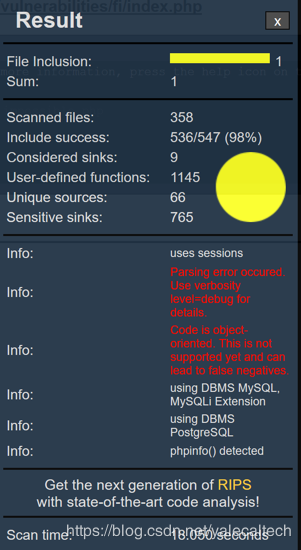 vulnerabilities/fi/index.php
Result
x
File Inclusion: 1
Sum: 1
Scanned files: 358
Include success: 536/547 (98%)
Considered sinks: 9
User-defined functions: 1145
Unique sources: 66
Sensitive sinks: 765
Info: uses sessions
Info: Parsing error occured.
Use verbosity
level=debug for
details.
Info: Code is object-
oriented. This is not
supported yet and can
lead to false negatives.
Info: using DBMS MySQL,
MySQLi Extension
Info: using DBMS
PostgreSQL
Info: phpinfo() detected
Get the next generation of RIPS
with state-of-the-art code analysis!
Scan time: 18.050 seconds
https://blog.csdn.net/yalecaltech